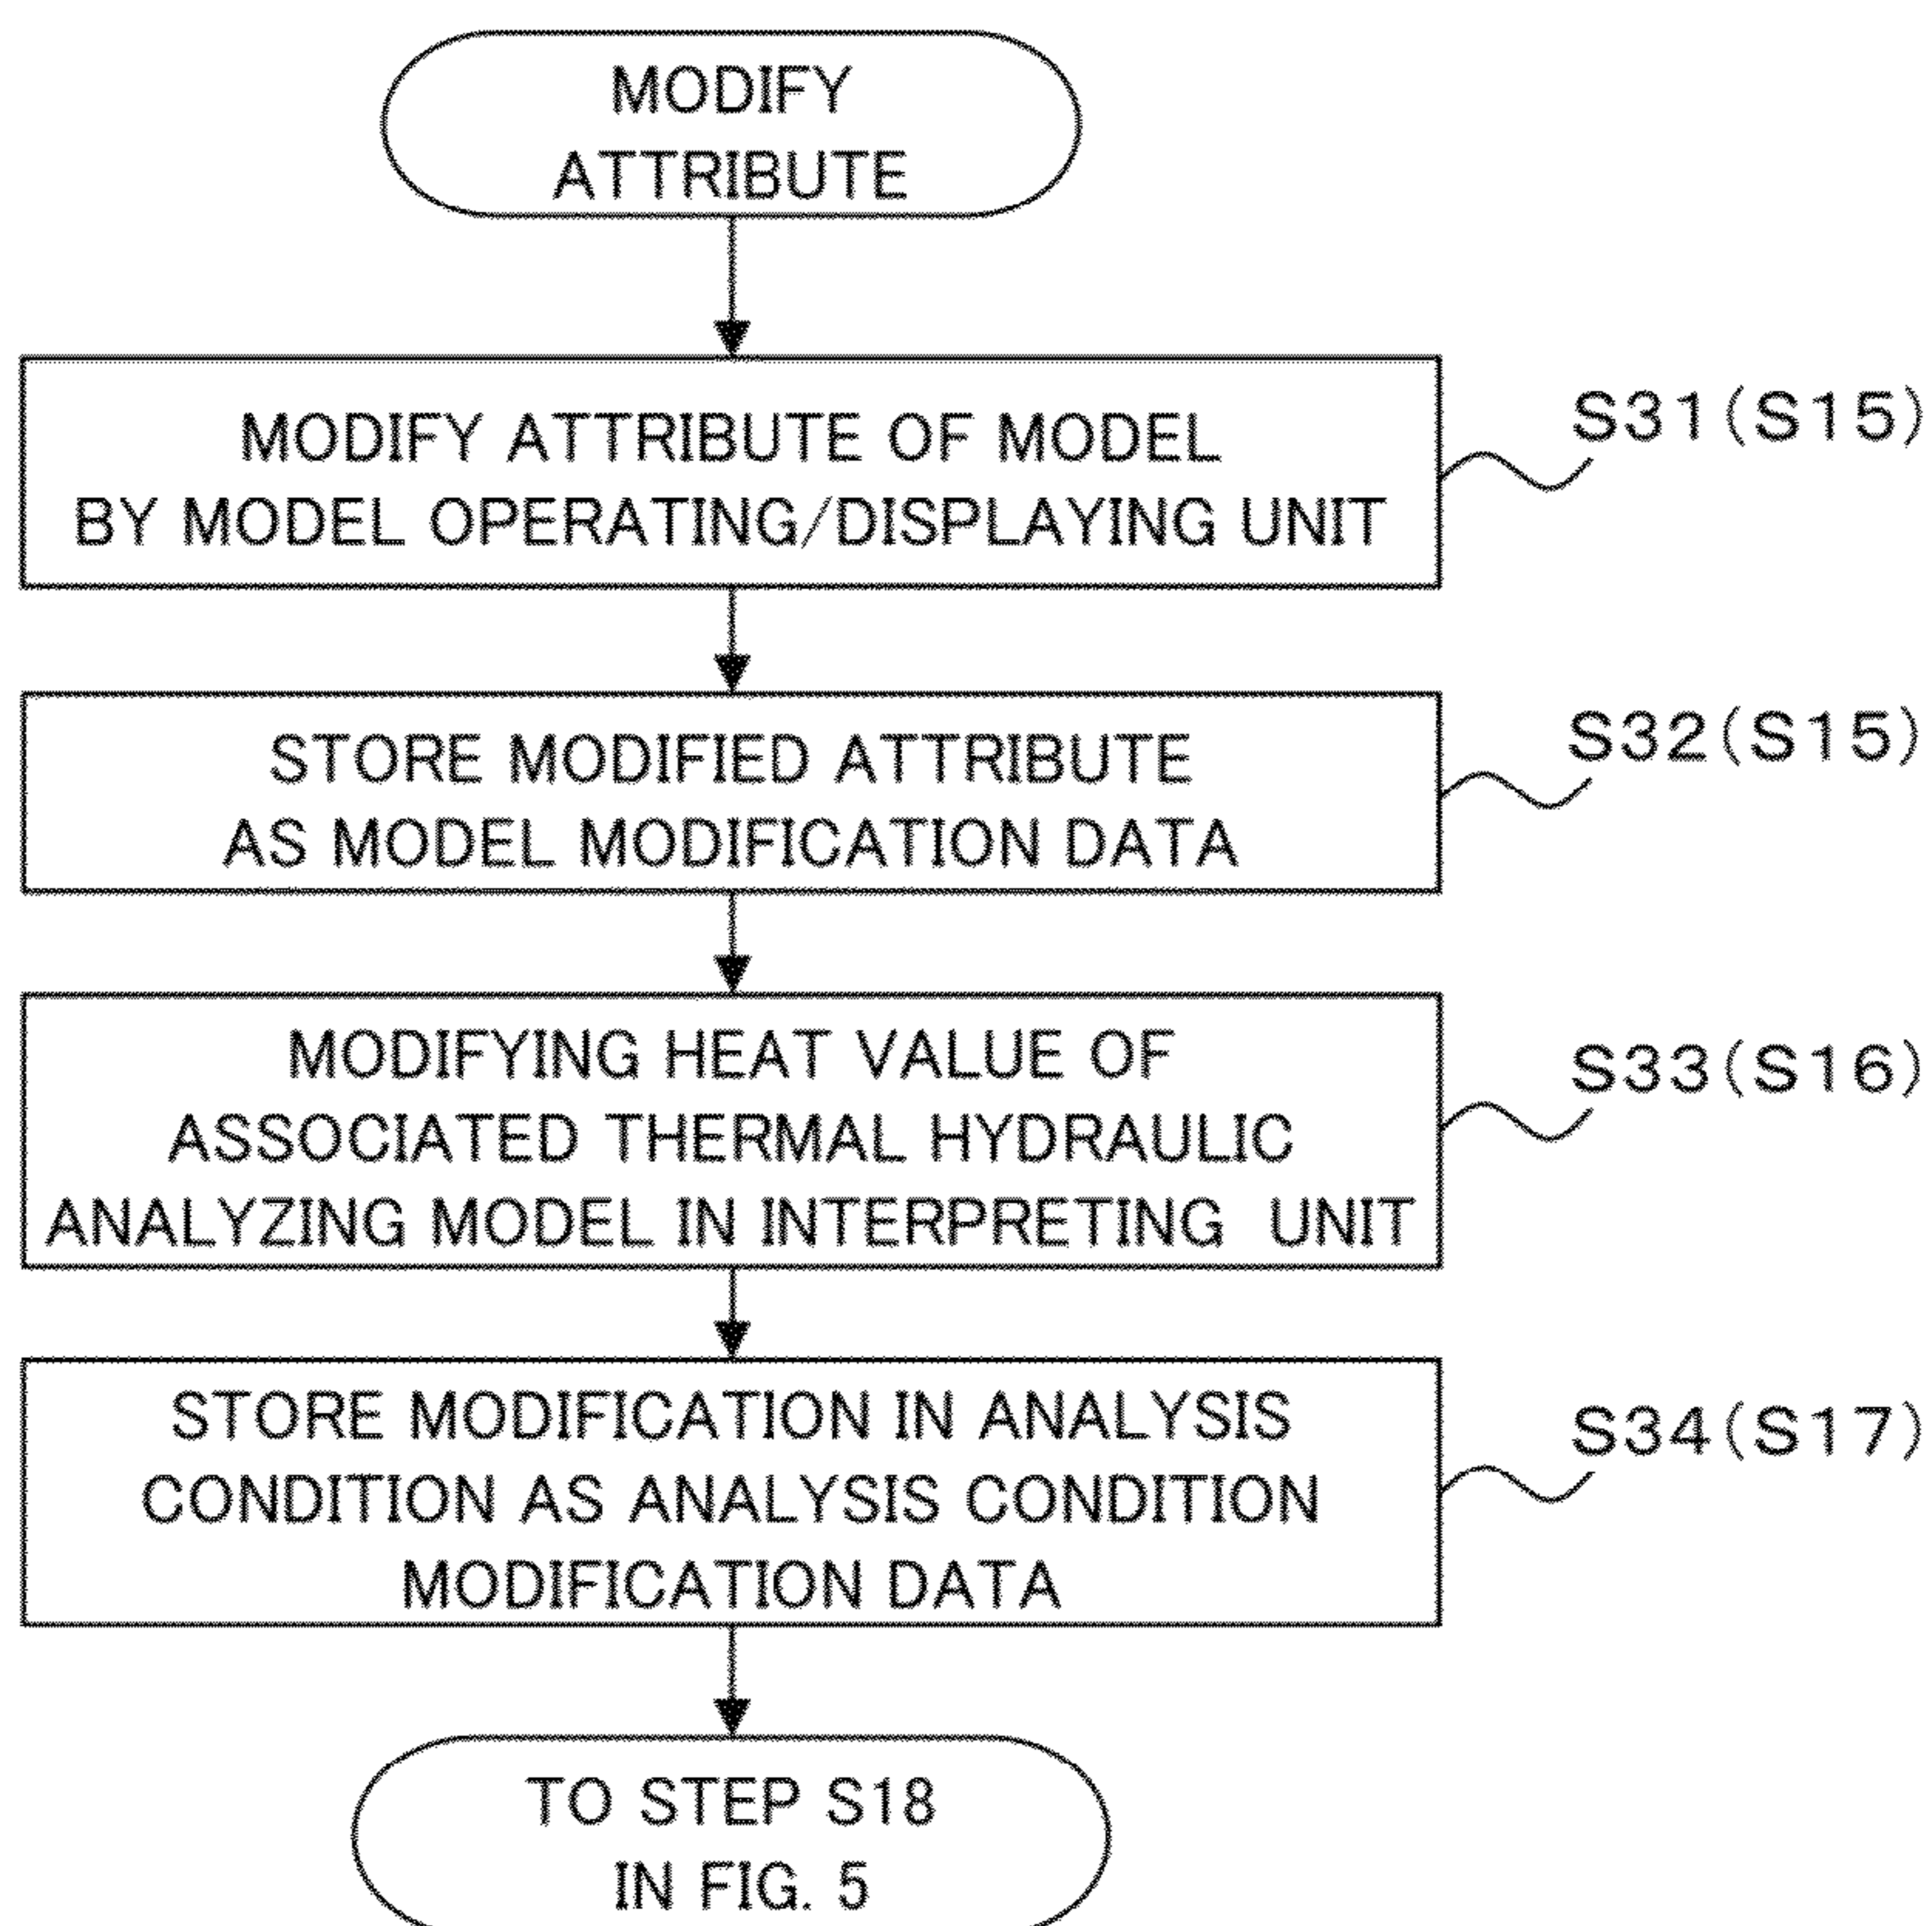 MODIFY
ATTRIBUTE
MODIFY ATTRIBUTE OF MODEL
BY MODEL OPERATING/DISPLAYING UNIT
S31(S15)
STORE MODIFIED ATTRIBUTE
AS MODEL MODIFICATION DATA
S32(S15)
MODIFYING HEAT VALUE OF
ASSOCIATED THERMAL HYDRAULIC
ANALYZING MODEL IN INTERPRETING UNIT
S33(S16)
STORE MODIFICATION IN ANALYSIS
CONDITION AS ANALYSIS CONDITION
MODIFICATION DATA
S34(S17)
TO STEP S18
IN FIG. 5